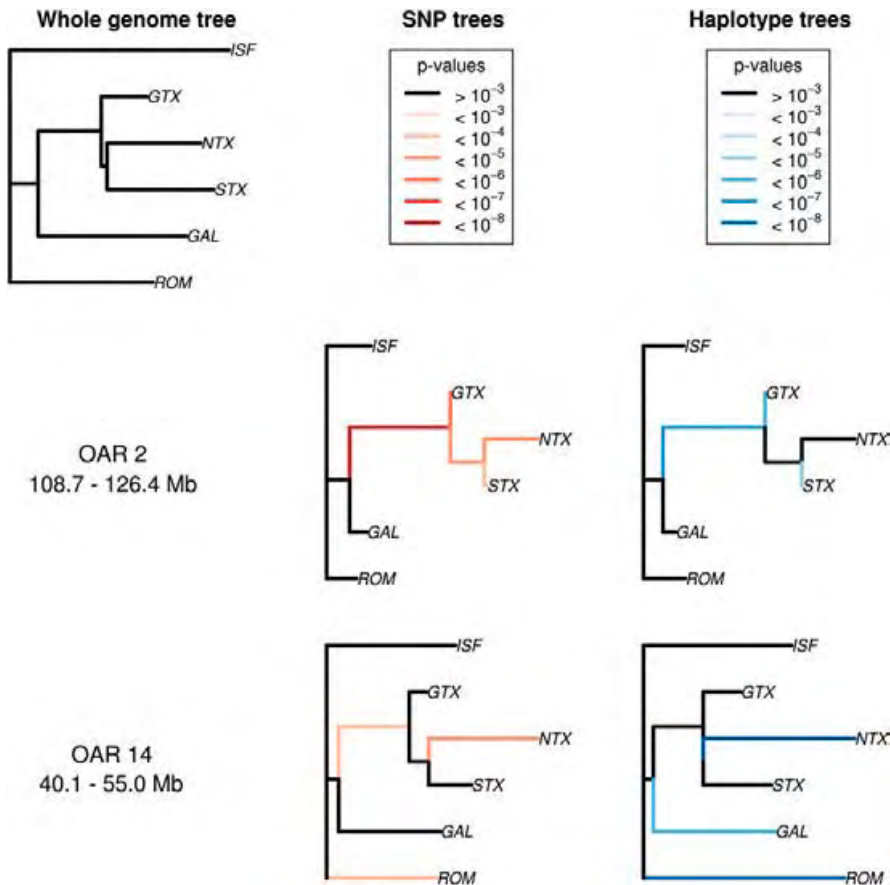 Whole genome tree
SNP trees
Haplotype trees
ISF
GTX
NTX
STX
GAL
ROM
p-values
> 10⁻³
< 10⁻³
< 10⁻⁴
< 10⁻⁵
< 10⁻⁶
< 10⁻⁷
< 10⁻⁸
p-values
> 10⁻³
< 10⁻³
< 10⁻⁴
< 10⁻⁵
< 10⁻⁶
< 10⁻⁷
< 10⁻⁸
OAR 2
108.7 - 126.4 Mb
ISF
GTX
NTX
STX
GAL
ROM
ISF
GTX
NTX
STX
GAL
ROM
OAR 14
40.1 - 55.0 Mb
ISF
GTX
NTX
STX
GAL
ROM
ISF
GTX
NTX
STX
GAL
ROM